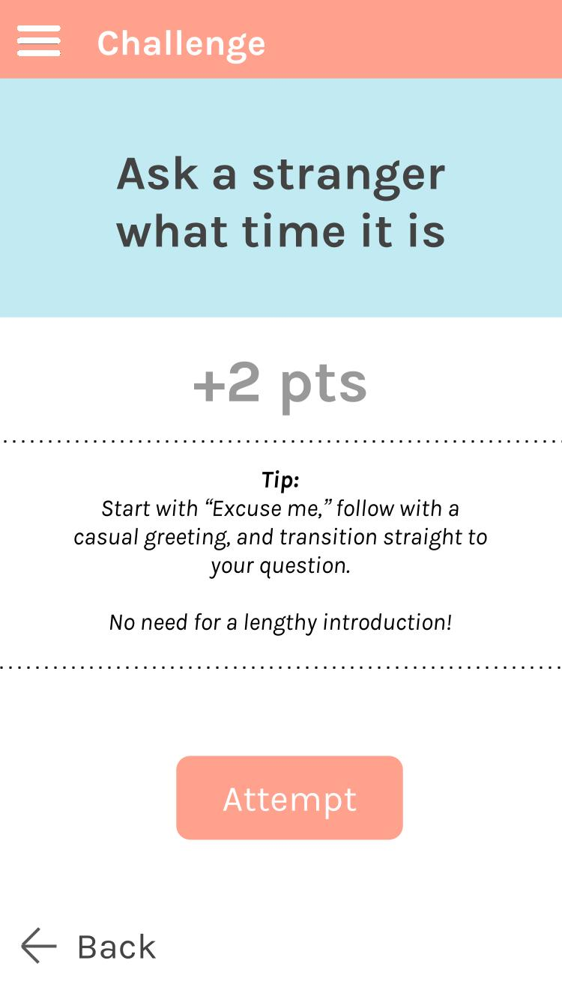 Challenge
Ask a stranger
what time it is
+2 pts
Tip:
Start with “Excuse me,” follow with a
casual greeting, and transition straight to
your question.
No need for a lengthy introduction!
Attempt
Back